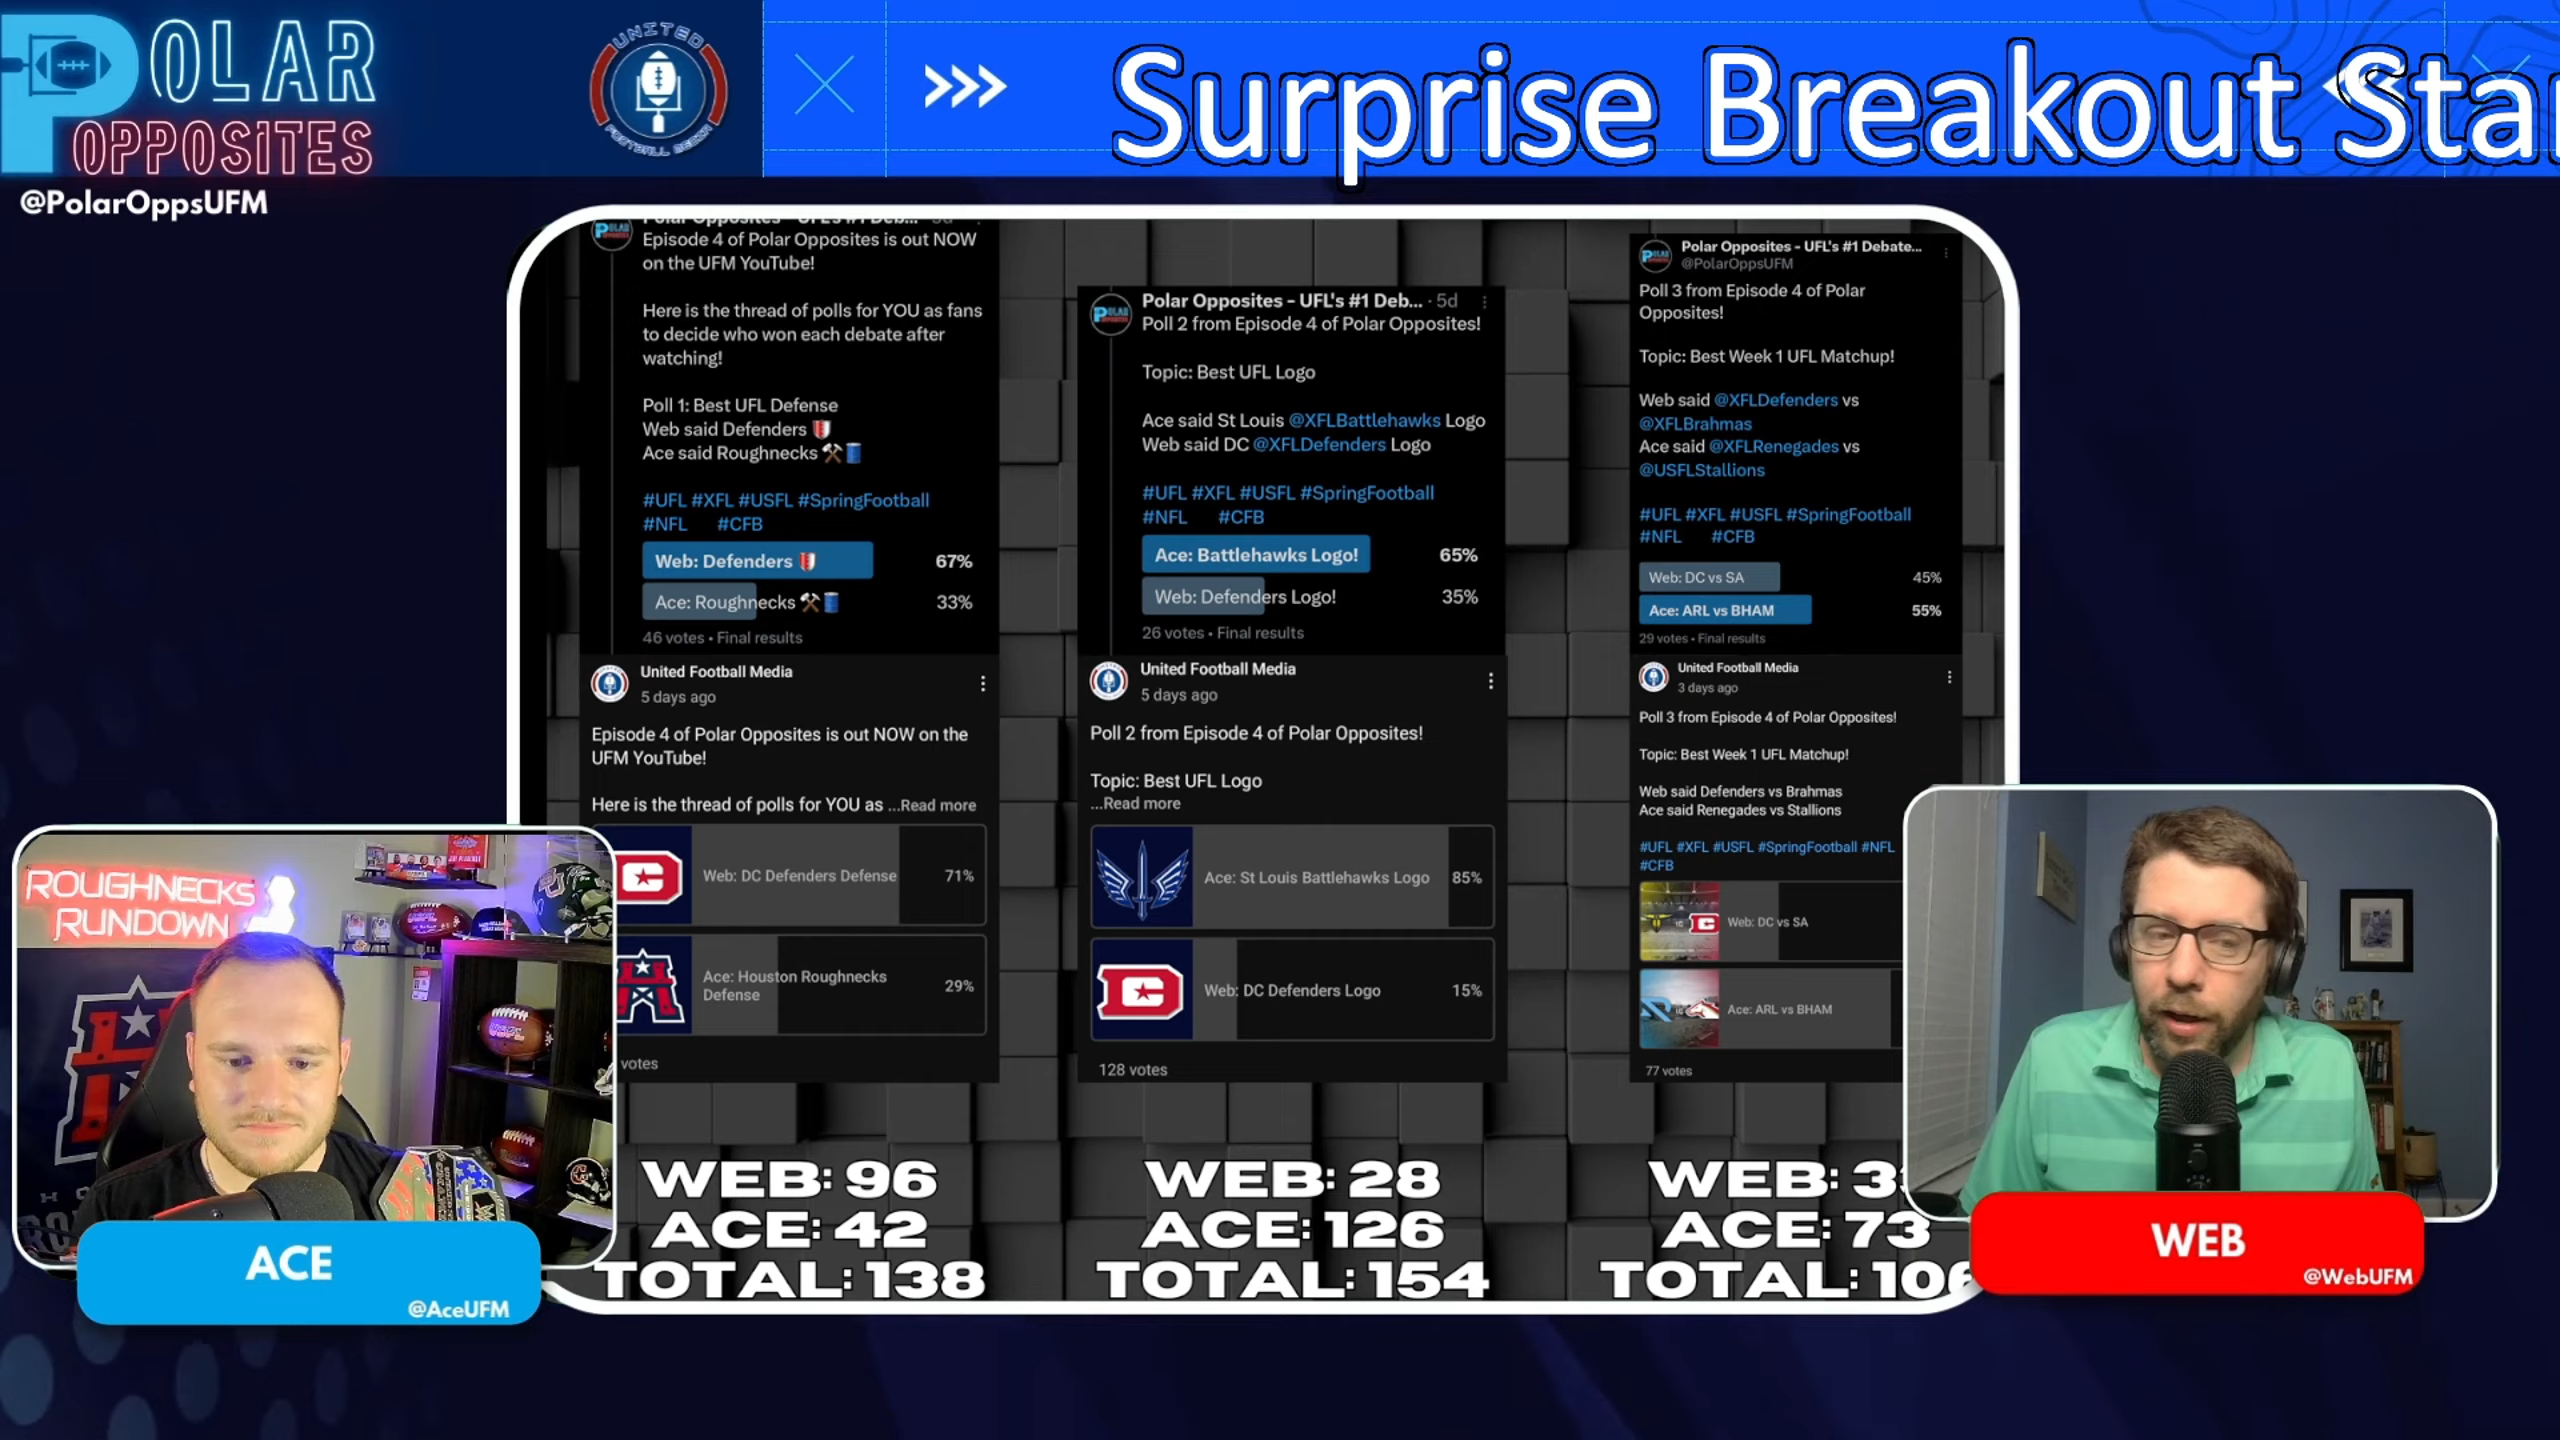 POLAR
OPPOSITES
@PolarOppsUFM
UNITED
FOOTBALL MEDIA
Surprise Breakout Star
Episode 4 of Polar Opposites is out NOW
on the UFM YouTube!
Here is the thread of polls for YOU as fans
to decide who won each debate after
watching!
Poll 1: Best UFL Defense
Web said Defenders
Ace said Roughnecks
#UFL #XFL #USFL #SpringFootball
#NFL #CFB
Web: Defenders 67%
Ace: Roughnecks 33%
46 votes • Final results
United Football Media
5 days ago
Episode 4 of Polar Opposites is out NOW on the
UFM YouTube!
Here is the thread of polls for YOU as ...Read more
Web: DC Defenders Defense 71%
Ace: Houston Roughnecks
Defense 29%
votes
WEB: 96
ACE: 42
TOTAL: 138
Polar Opposites - UFL's #1 Deb... · 5d
Poll 2 from Episode 4 of Polar Opposites!
Topic: Best UFL Logo
Ace said St Louis @XFLBattlehawks Logo
Web said DC @XFLDefenders Logo
#UFL #XFL #USFL #SpringFootball
#NFL #CFB
Ace: Battlehawks Logo! 65%
Web: Defenders Logo! 35%
26 votes • Final results
United Football Media
5 days ago
Poll 2 from Episode 4 of Polar Opposites!
Topic: Best UFL Logo
...Read more
Ace: St Louis Battlehawks Logo 85%
Web: DC Defenders Logo 15%
128 votes
WEB: 28
ACE: 126
TOTAL: 154
Polar Opposites - UFL's #1 Debate...
@PolarOppsUFM
Poll 3 from Episode 4 of Polar
Opposites!
Topic: Best Week 1 UFL Matchup!
Web said @XFLDefenders vs
@XFLBrahmas
Ace said @XFLRenegades vs
@USFLStallions
#UFL #XFL #USFL #SpringFootball
#NFL #CFB
Web: DC vs SA 45%
Ace: ARL vs BHAM 55%
29 votes • Final results
United Football Media
3 days ago
Poll 3 from Episode 4 of Polar Opposites!
Topic: Best Week 1 UFL Matchup!
Web said Defenders vs Brahmas
Ace said Renegades vs Stallions
#UFL #XFL #USFL #SpringFootball #NFL
#CFB
Web: DC vs SA
Ace: ARL vs BHAM
77 votes
WEB: 33
ACE: 73
TOTAL: 106
ROUGHNECKS
RUNDOWN
ACE
@AceUFM
WEB
@WebUFM